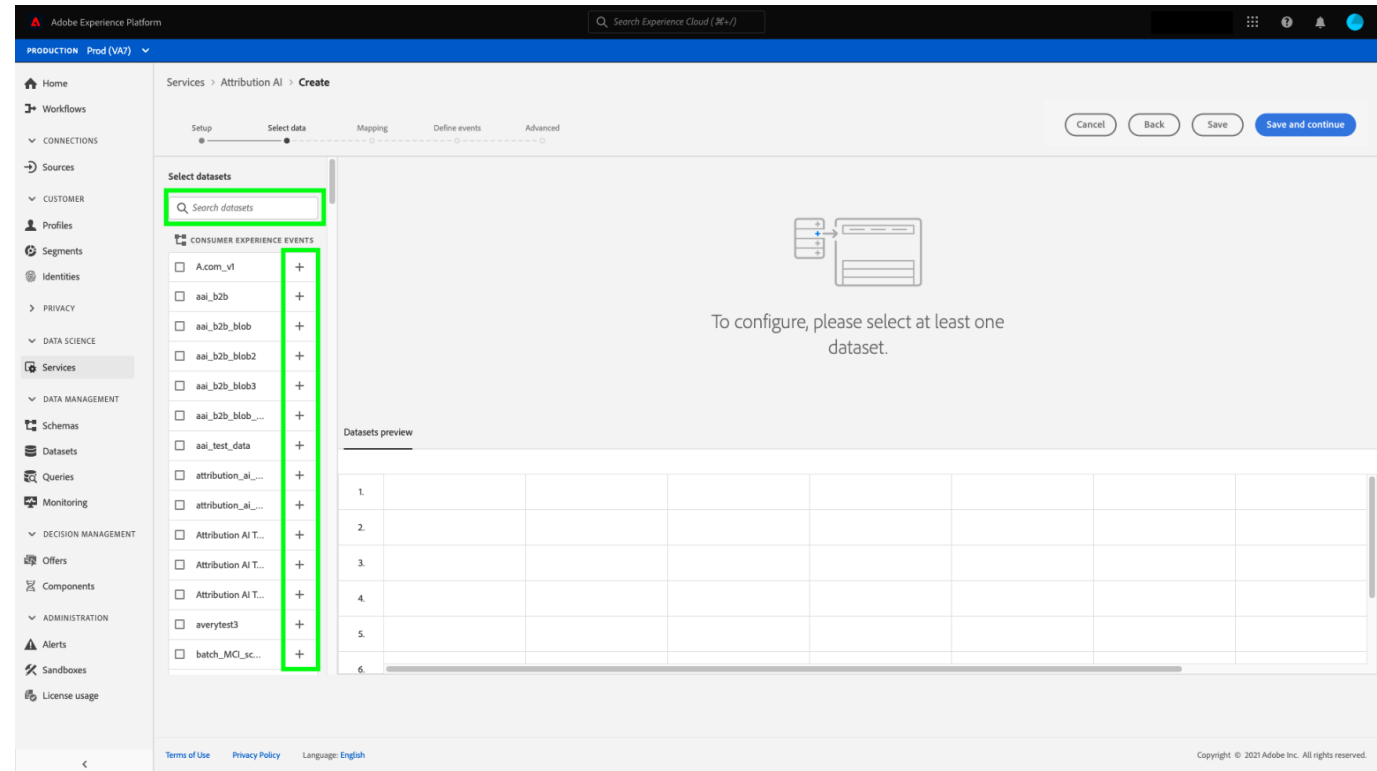 Adobe Experience Platform
Search Experience Cloud (⌘+/)
PRODUCTION Prod (VA7)
Home
Workflows
CONNECTIONS
Sources
CUSTOMER
Profiles
Segments
Identities
PRIVACY
DATA SCIENCE
Services
DATA MANAGEMENT
Schemas
Datasets
Queries
Monitoring
DECISION MANAGEMENT
Offers
Components
ADMINISTRATION
Alerts
Sandboxes
License usage
Services > Attribution AI > Create
Setup Select data Mapping Define events Advanced
Cancel Back Save Save and continue
Select datasets
Search datasets
CONSUMER EXPERIENCE EVENTS
A.com_v1
aai_b2b
aai_b2b_blob
aai_b2b_blob2
aai_b2b_blob3
aai_b2b_blob_...
aai_test_data
attribution_ai_...
attribution_ai_...
Attribution AI T...
Attribution AI T...
Attribution AI T...
averytest3
batch_MCI_sc...
To configure, please select at least one
dataset.
Datasets preview
1.
2.
3.
4.
5.
6.
Terms of Use Privacy Policy Language: English
Copyright © 2021 Adobe Inc. All rights reserved.